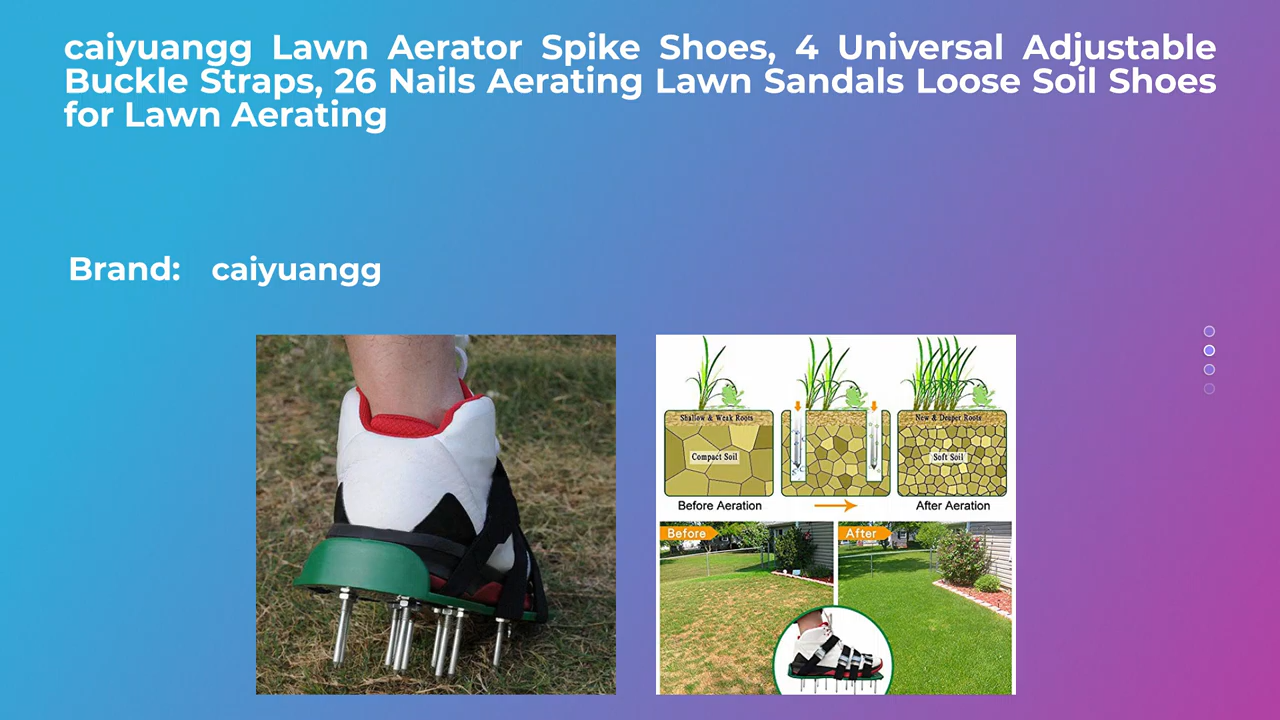 caiyuangg Lawn Aerator Spike Shoes, 4 Universal Adjustable
Buckle Straps, 26 Nails Aerating Lawn Sandals Loose Soil Shoes
for Lawn Aerating
Brand: caiyuangg
Shallow & Weak Roots
New & Deeper Roots
Compact Soil
Soft Soil
Before Aeration
After Aeration
Before
After